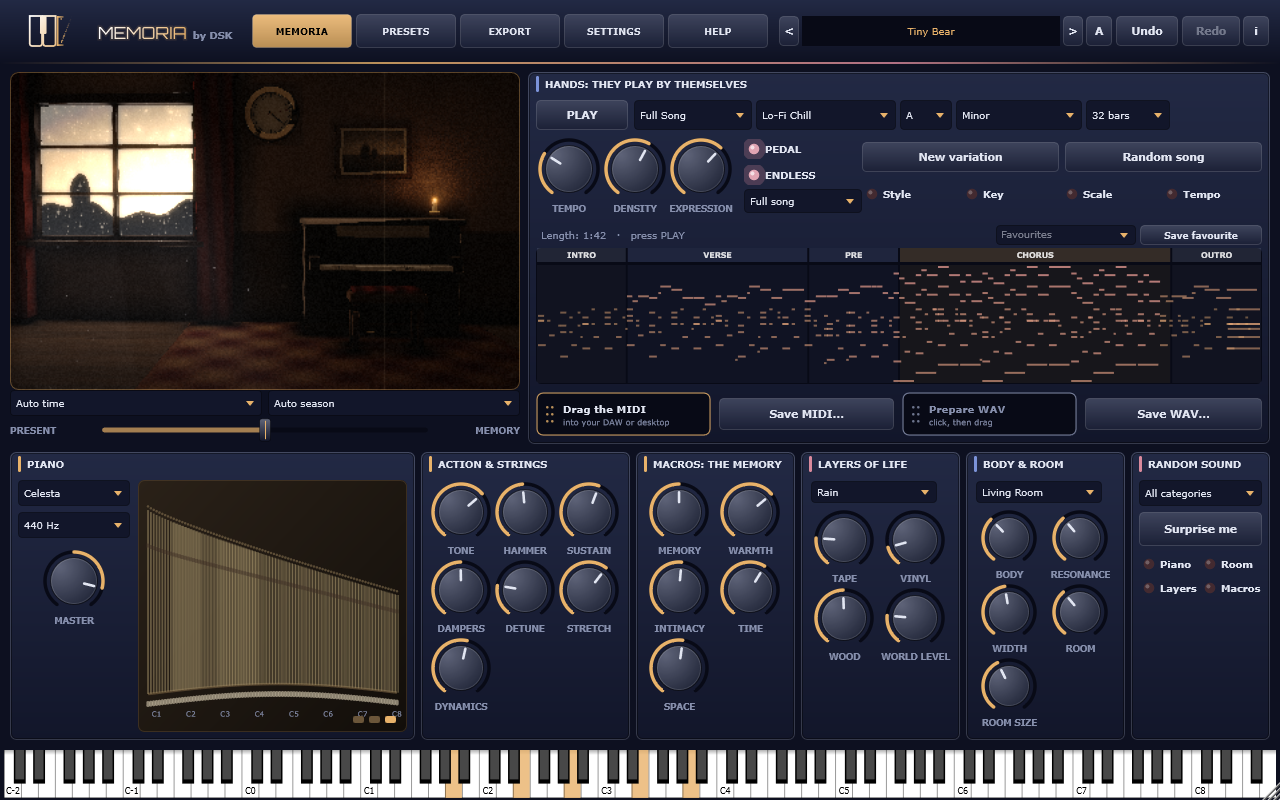 MEMORIA by DSK
MEMORIA
PRESETS
EXPORT
SETTINGS
HELP
<
Tiny Bear
>
A
Undo
Redo
i
HANDS: THEY PLAY BY THEMSELVES
PLAY
Full Song
Lo-Fi Chill
A
Minor
32 bars
TEMPO
DENSITY
EXPRESSION
PEDAL
ENDLESS
Full song
New variation
Random song
Style
Key
Scale
Tempo
Length: 1:42 · press PLAY
Favourites
Save favourite
INTRO
VERSE
PRE
CHORUS
OUTRO
Drag the MIDI
into your DAW or desktop
Save MIDI...
Prepare WAV
click, then drag
Save WAV...
Auto time
Auto season
PRESENT
MEMORY
PIANO
Celesta
440 Hz
MASTER
C1
C2
C3
C4
C5
C6
C7
C8
ACTION & STRINGS
TONE
HAMMER
SUSTAIN
DAMPERS
DETUNE
STRETCH
DYNAMICS
MACROS: THE MEMORY
MEMORY
WARMTH
INTIMACY
TIME
SPACE
LAYERS OF LIFE
Rain
TAPE
VINYL
WOOD
WORLD LEVEL
BODY & ROOM
Living Room
BODY
RESONANCE
WIDTH
ROOM
ROOM SIZE
RANDOM SOUND
All categories
Surprise me
Piano
Room
Layers
Macros
C-2
C-1
C0
C1
C2
C3
C4
C5
C6
C7
C8